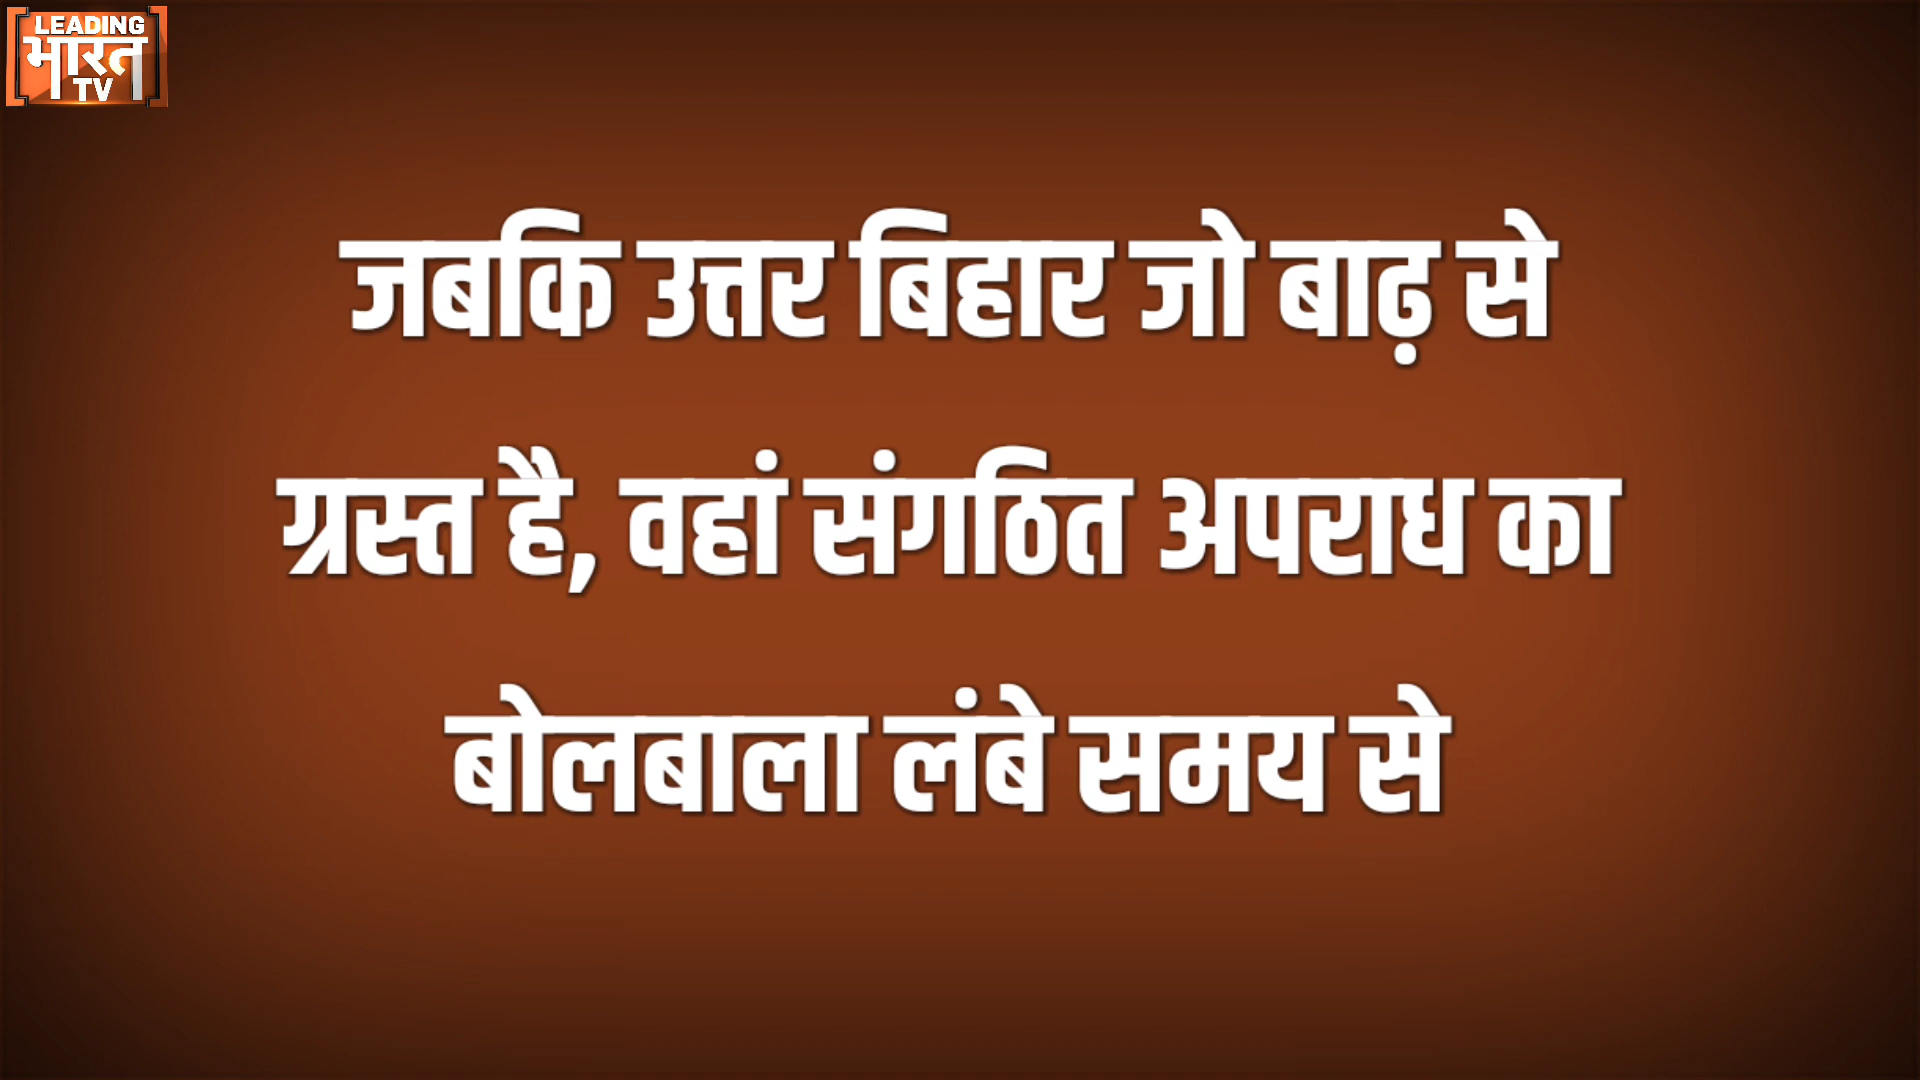 LEADING
भारत
TV
जबकि उत्तर बिहार जो बाढ़ से
ग्रस्त है, वहां संगठित अपराध का
बोलबाला लंबे समय से